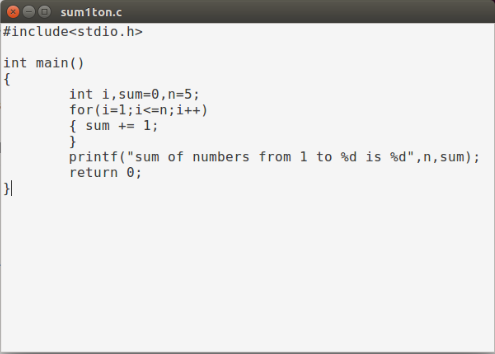 sum1ton.c
#include<stdio.h>
int main()
{
        int i,sum=0,n=5;
        for(i=1;i<=n;i++)
        { sum += 1;
        }
        printf("sum of numbers from 1 to %d is %d",n,sum);
        return 0;
}